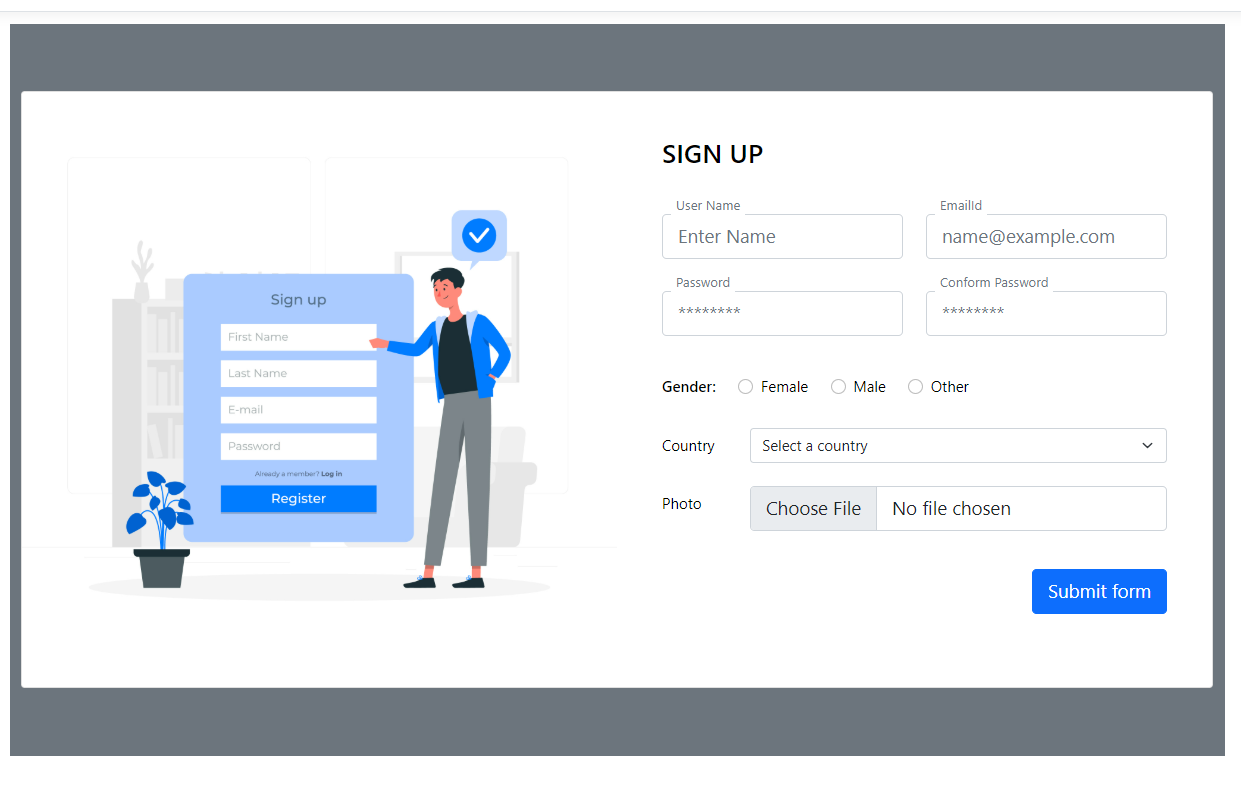 Sign up
First Name
Last Name
E-mail
Password
Already a member? Log in
Register
SIGN UP
User Name
Enter Name
EmailId
name@example.com
Password
********
Conform Password
********
Gender: Female Male Other
Country Select a country
Photo Choose File No file chosen
Submit form